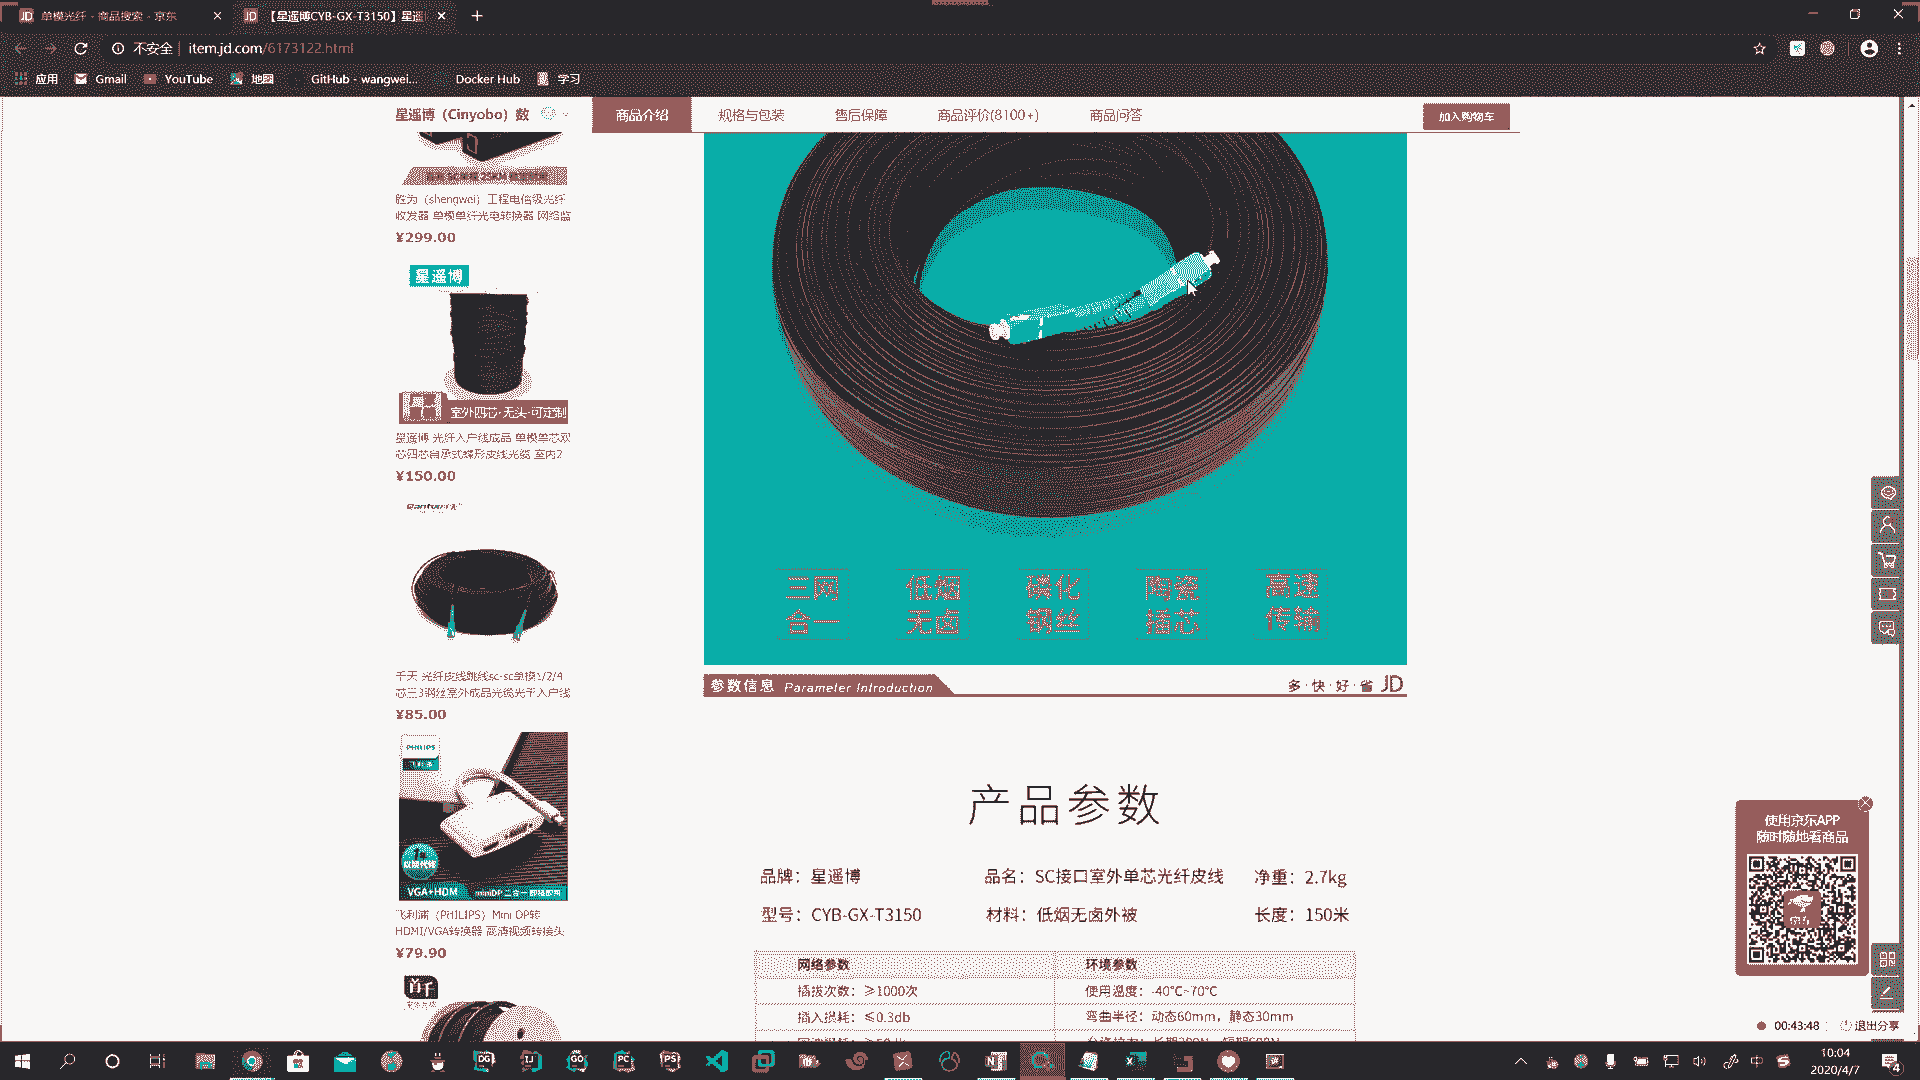 单模光纤 - 商品搜索 - 京东
【星遥博CYB-GX-T3150】星遥
不安全 | item.jd.com/6173122.html
应用 Gmail YouTube 地图 GitHub - wangwei... Docker Hub 学习
星遥博（Cinyobo）数
商品介绍 规格与包装 售后保障 商品评价(8100+) 商品问答 加入购物车
胜为（shengwei）工程电信级光纤
收发器 单模单纤光电转换器 网络监
¥299.00
星遥博
室外四芯·无头·可定制
星遥博 光纤入户线成品 单模单芯双
芯四芯自承式蝶形皮线光缆 室内2
¥150.00
千天 光纤皮线跳线sc-sc单模1/2/4
芯三3钢丝室外成品光缆光纤入户线
¥85.00
PHILIPS
VGA+HDMI
飞利浦（PHILIPS）Mini DP转
HDMI/VGA转换器 高清视频转接头
¥79.90
三网 低烟 磷化 陶瓷 高速
合一 无卤 钢丝 插芯 传输
参数信息 Parameter Introduction 多·快·好·省 JD
产品参数
品牌：星遥博 品名：SC接口室外单芯光纤皮线 净重：2.7kg
型号：CYB-GX-T3150 材料：低烟无卤外被 长度：150米
网络参数 环境参数
插拔次数：≥1000次 使用温度：-40℃~70℃
插入损耗：≤0.3db 弯曲半径：动态60mm，静态30mm
使用京东APP
随时随地看商品
00:43:48 退出分享
10:04
2020/4/7